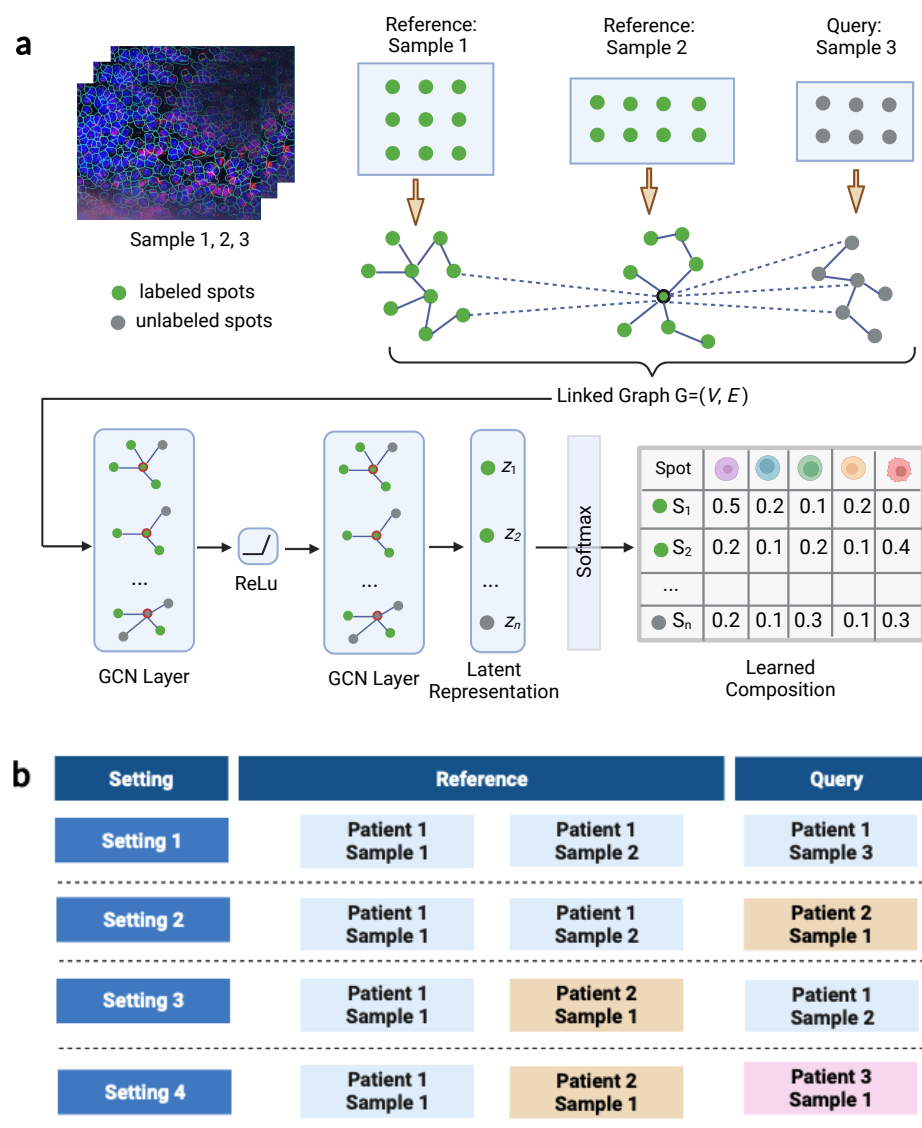 a
Reference:
Sample 1
Reference:
Sample 2
Query:
Sample 3
Sample 1, 2, 3
labeled spots
unlabeled spots
Linked Graph G=(V, E)
...
GCN Layer
ReLu
...
GCN Layer
z1
z2
...
zn
Latent
Representation
Softmax
Spot
S1 0.5 0.2 0.1 0.2 0.0
S2 0.2 0.1 0.2 0.1 0.4
...
Sn 0.2 0.1 0.3 0.1 0.3
Learned
Composition
b
Setting Reference Query
Setting 1
Patient 1
Sample 1
Patient 1
Sample 2
Patient 1
Sample 3
Setting 2
Patient 1
Sample 1
Patient 1
Sample 2
Patient 2
Sample 1
Setting 3
Patient 1
Sample 1
Patient 2
Sample 1
Patient 1
Sample 2
Setting 4
Patient 1
Sample 1
Patient 2
Sample 1
Patient 3
Sample 1